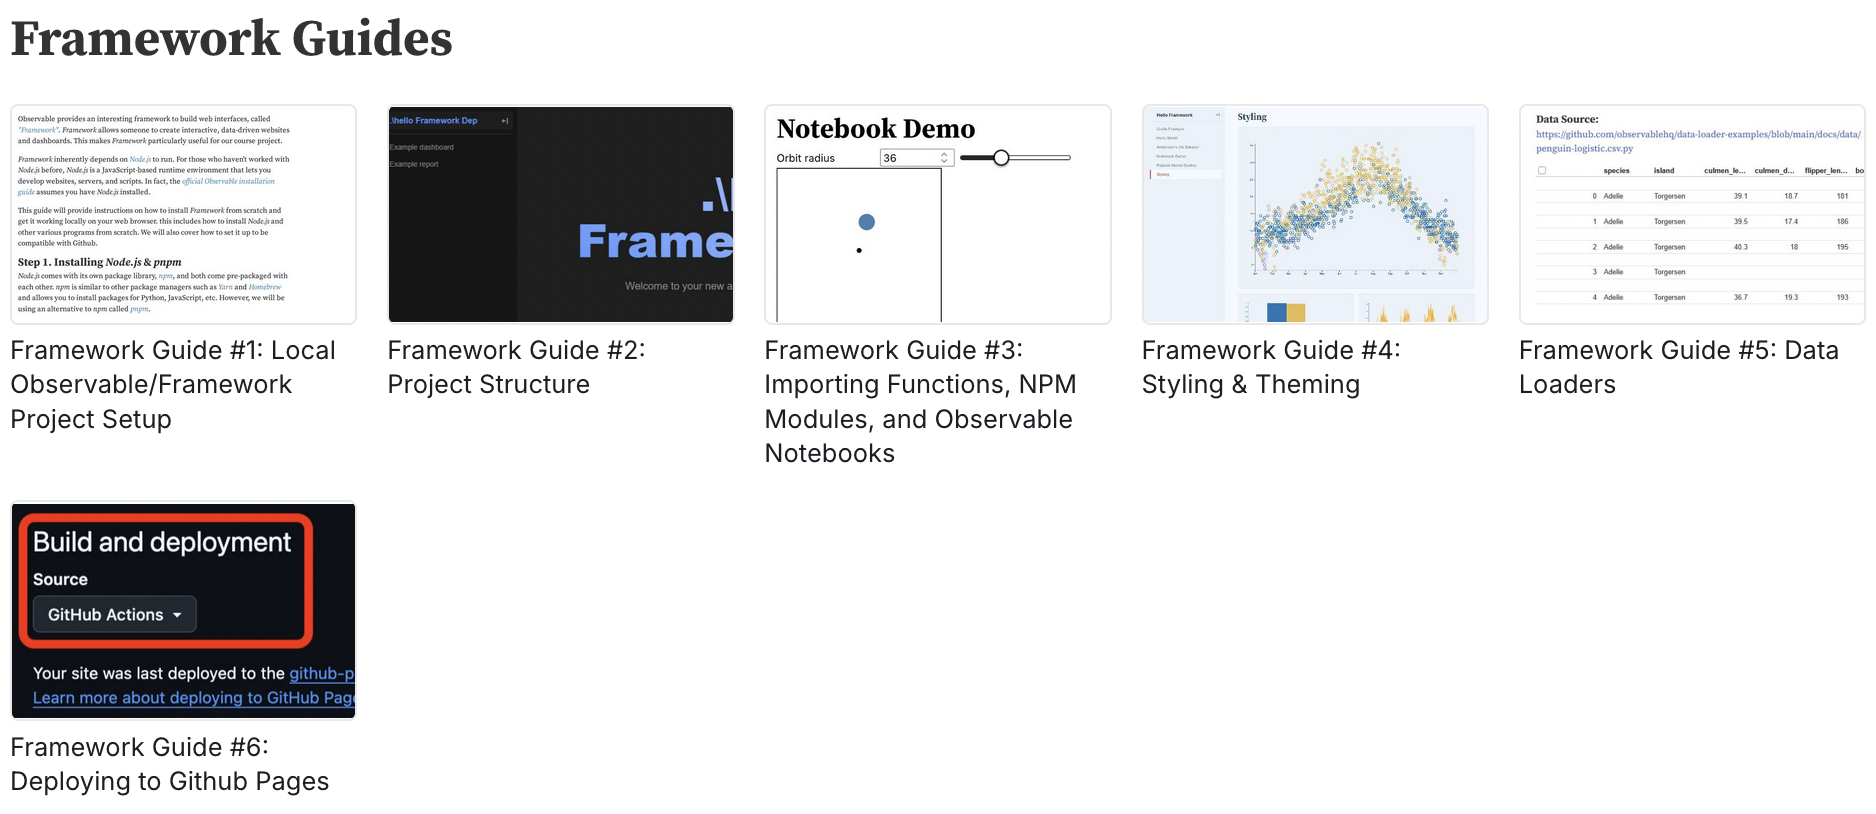 Framework Guides
Observable provides an interesting framework to build web interfaces, called
"Framework". Framework allows someone to create interactive, data-driven websites
and dashboards. This makes Framework particularly useful for our course project.
Framework inherently depends on Node.js to run. For those who haven't worked with
Node.js before, Node.js is a JavaScript-based runtime environment that lets you
develop websites, servers, and scripts. In fact, the official Observable installation
guide assumes you have Node.js installed.
This guide will provide instructions on how to install Framework from scratch and
get it working locally on your web browser. this includes how to install Node.js and
other various programs from scratch. We will also cover how to set it up to be
compatible with Github.
Step 1. Installing Node.js & pnpm
Node.js comes with its own package library, npm, and both come pre-packaged with
each other. npm is similar to other package managers such as Yarn and Homebrew
and allows you to install packages for Python, JavaScript, etc. However, we will be
using an alternative to npm called pnpm.
Framework Guide #1: Local
Observable/Framework
Project Setup
.\hello Framework Dep
Example dashboard
Example report
.\
Frame
Welcome to your new a
Framework Guide #2:
Project Structure
Notebook Demo
Orbit radius
36
Framework Guide #3:
Importing Functions, NPM
Modules, and Observable
Notebooks
Hello Framework
Styling
Framework Guide #4:
Styling & Theming
Data Source:
https://github.com/observablehq/data-loader-examples/blob/main/docs/data/
penguin-logistic.csv.py
species island culmen_le... culmen_d... flipper_len... bo
0 Adelie Torgersen 39.1 18.7 181
1 Adelie Torgersen 39.5 17.4 186
2 Adelie Torgersen 40.3 18 195
3 Adelie Torgersen
4 Adelie Torgersen 36.7 19.3 193
Framework Guide #5: Data
Loaders
Build and deployment
Source
GitHub Actions
Your site was last deployed to the github-p
Learn more about deploying to GitHub Page
Framework Guide #6:
Deploying to Github Pages